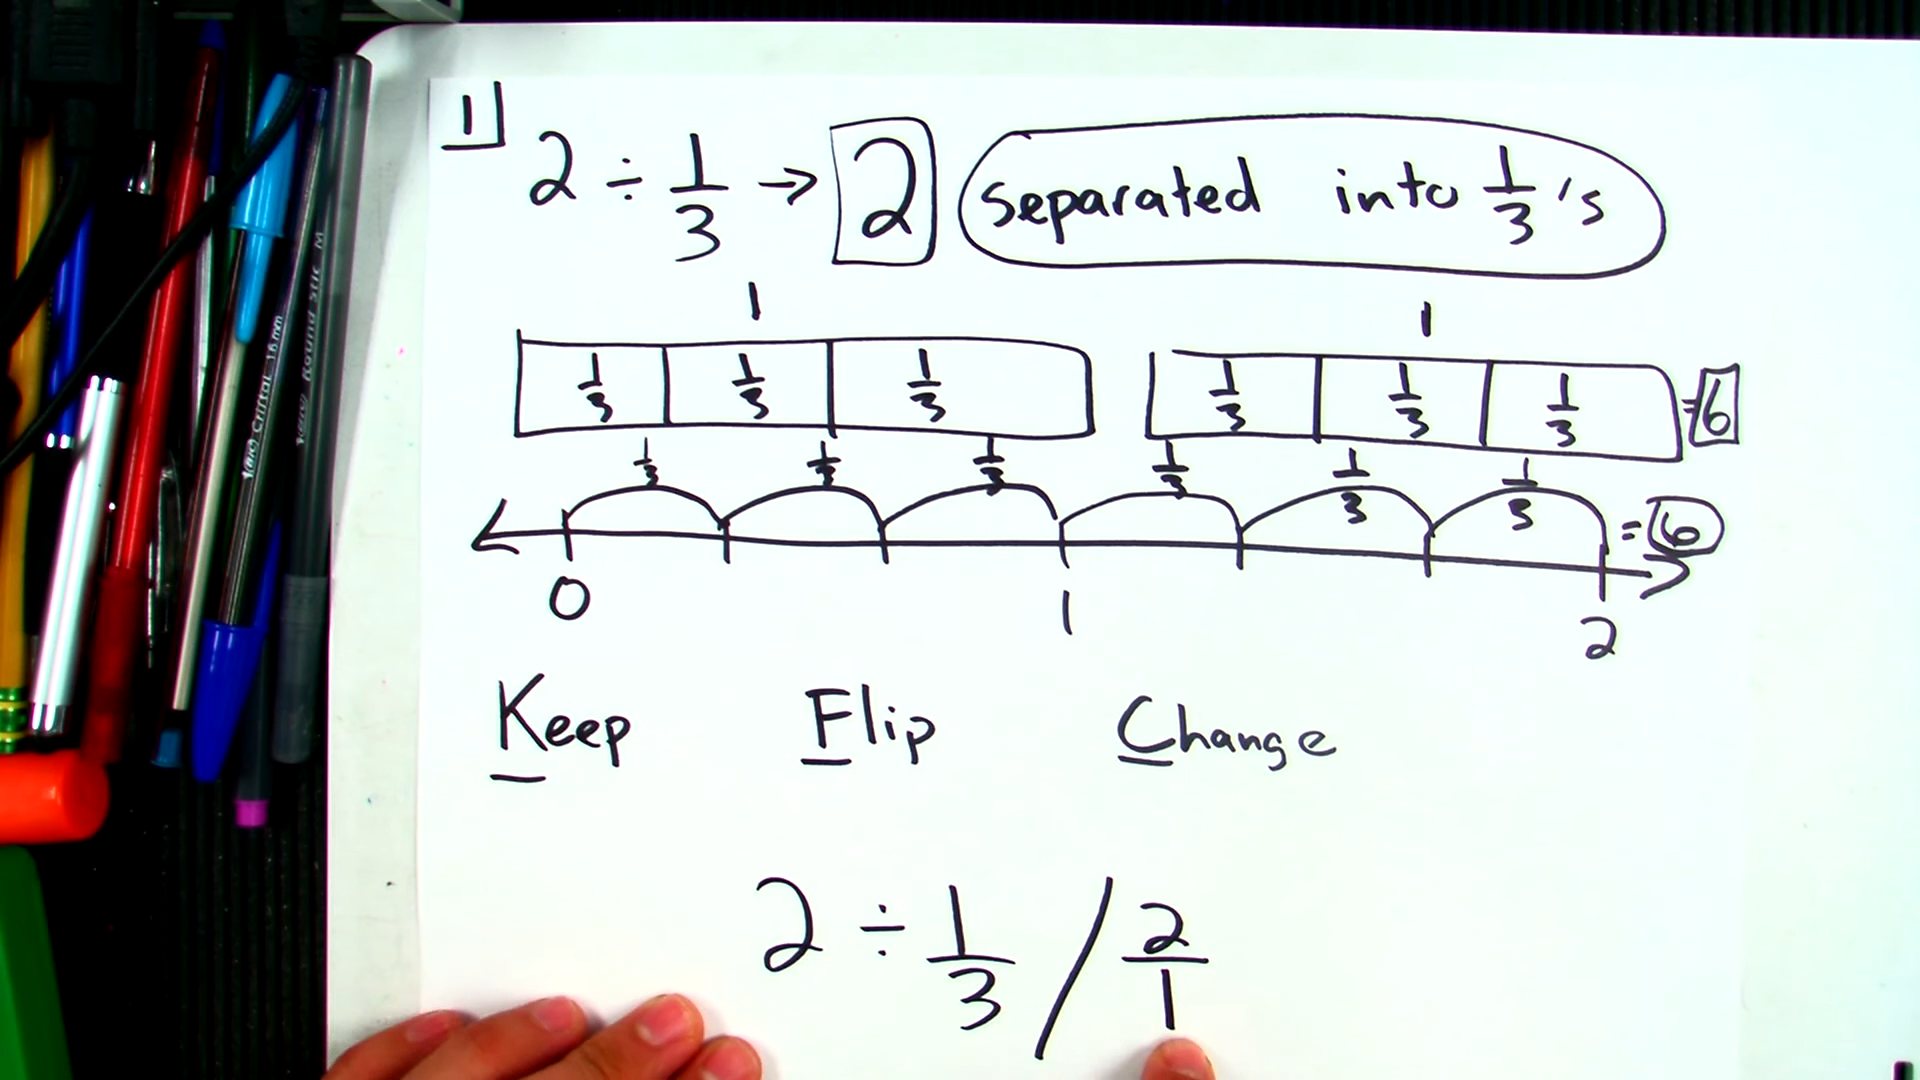 1
2 ÷ 1/3 → 2 separated into 1/3's
1 1
1/3 1/3 1/3 1/3 1/3 1/3 =6
1/3 1/3 1/3 1/3 1/3 1/3 =6
0 1 2
Keep Flip Change
2 ÷ 1/3 / 2/1